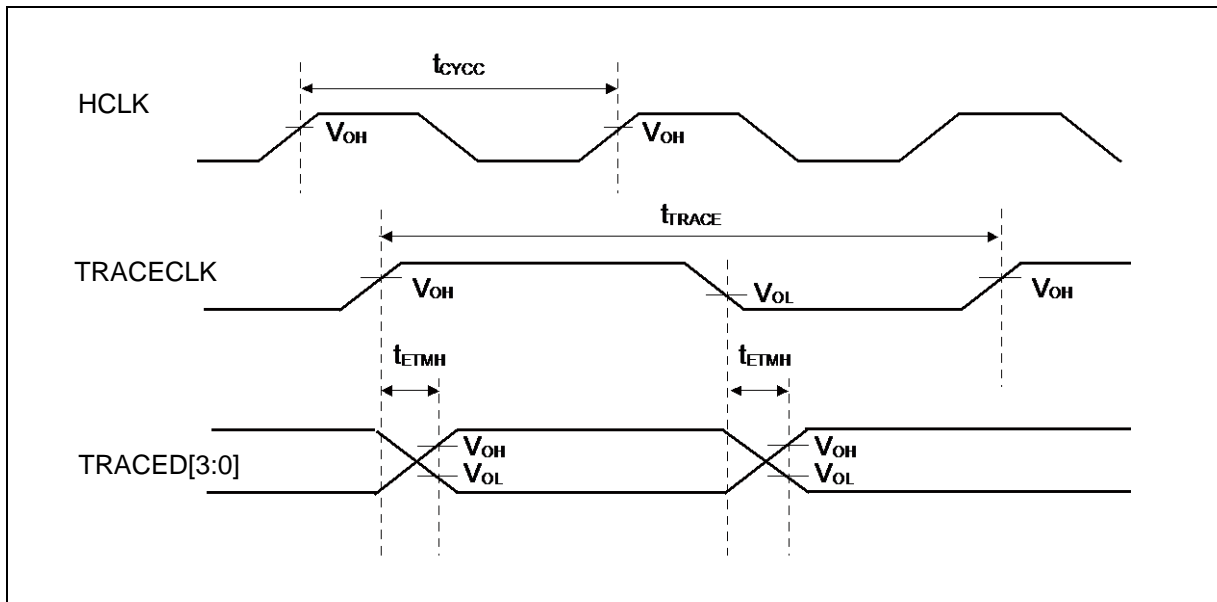 tCYCC
HCLK
VOH
VOH
tTRACE
TRACECLK
VOH
VOL
VOH
tETMH
tETMH
TRACED[3:0]
VOH
VOL
VOH
VOL